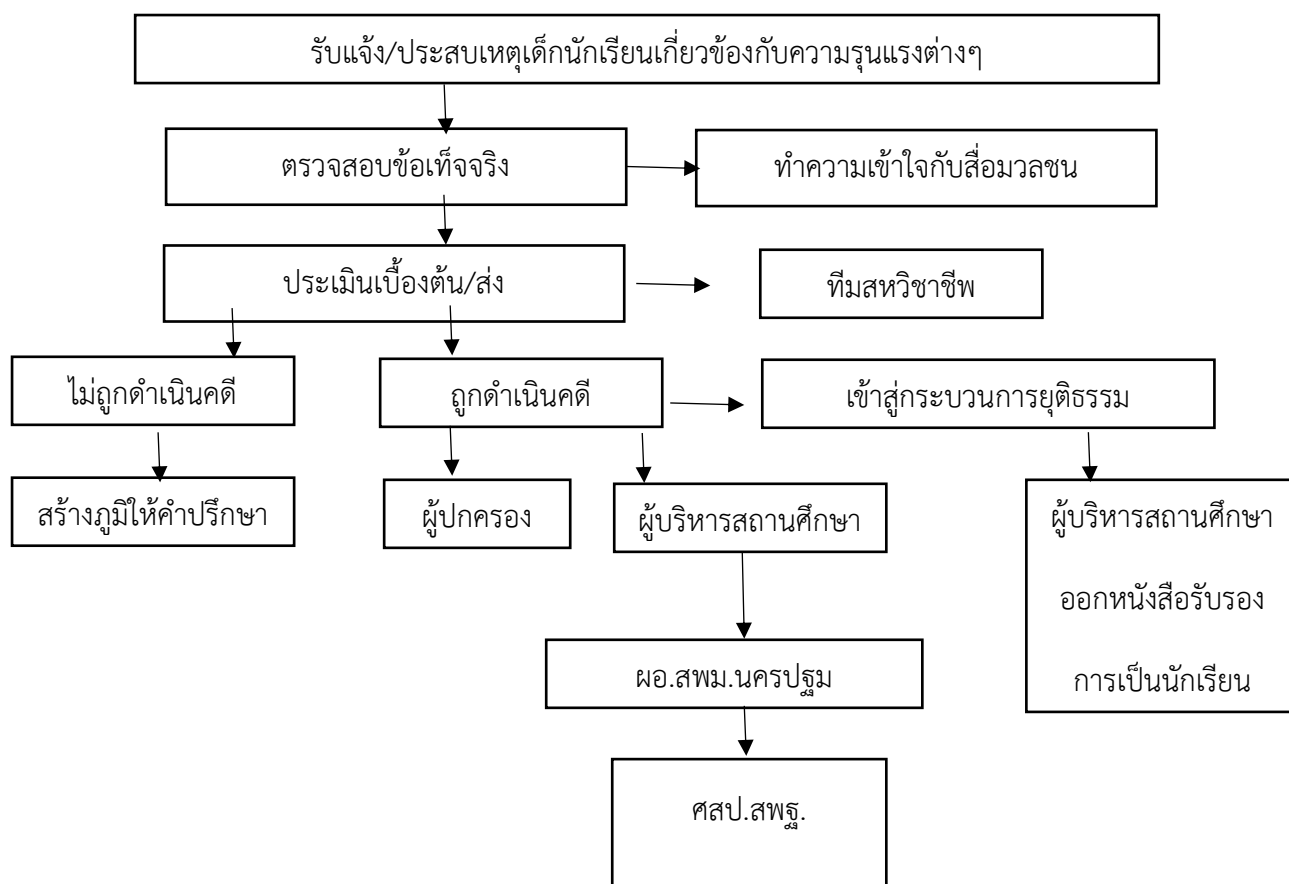 รับแจ้ง/ประสบเหตุเด็กนักเรียนเกี่ยวข้องกับความรุนแรงต่างๆ
ตรวจสอบข้อเท็จจริง
ทำความเข้าใจกับสื่อมวลชน
ประเมินเบื้องต้น/ส่ง
ทีมสหวิชาชีพ
ไม่ถูกดำเนินคดี
ถูกดำเนินคดี
เข้าสู่กระบวนการยุติธรรม
สร้างภูมิให้คำปรึกษา
ผู้ปกครอง
ผู้บริหารสถานศึกษา
ผู้บริหารสถานศึกษา
ออกหนังสือรับรอง
การเป็นนักเรียน
ผอ.สพม.นครปฐม
ศสป.สพฐ.